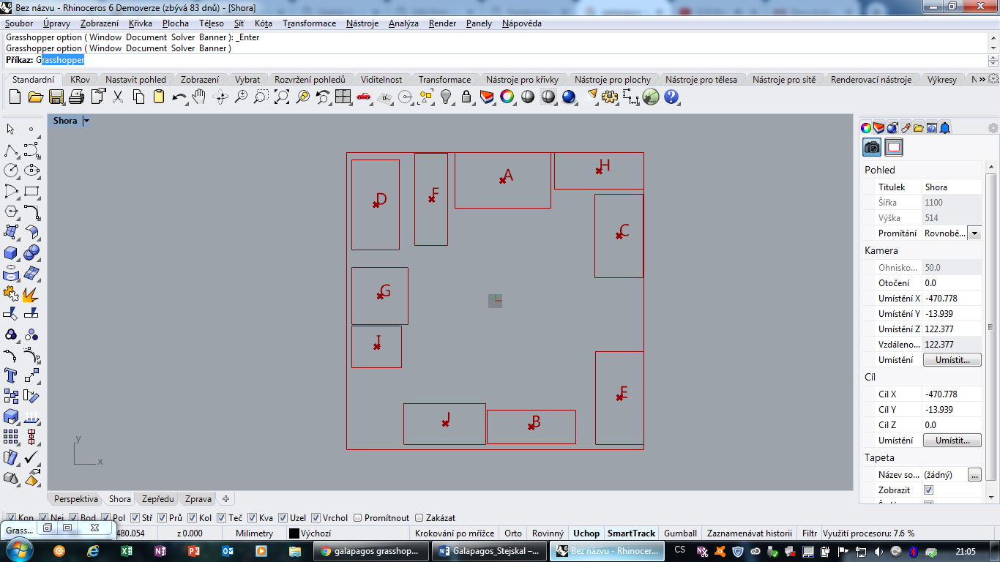 Bez názvu - Rhinoceros 6 Demoverze (zbývá 83 dnů) - [Shora]
Soubor Úpravy Zobrazení Křivka Plocha Těleso Síť Kóta Transformace Nástroje Analýza Render Panely Nápověda
Grasshopper option ( Window Document Solver Banner ): _Enter
Grasshopper option ( Window Document Solver Banner )
Příkaz: Grasshopper
Standardní KRov Nastavít pohled Zobrazení Vybrat Rozvržení pohledů Viditelnost Transformace Nástroje pro křivky Nástroje pro plochy Nástroje pro tělesa Nástroje pro sítě Renderovací nástroje Výkresy N »
Shora
D
F
A
H
C
G
I
E
J
B
y
x
Pohled
Titulek Shora
Šířka 1100
Výška 514
Promítání Rovnobě...
Kamera
Ohnisko... 50.0
Otočení 0.0
Umístění X -470.778
Umístění Y -13.939
Umístění Z 122.377
Vzdáleno... 122.377
Umístění Umístit...
Cíl
Cíl X -470.778
Cíl Y -13.939
Cíl Z 0.0
Umístění Umístit...
Tapeta
Název so... (žádný) ...
Zobrazit
Perspektiva Shora Zepředu Zprava
Kon Nej Bod Pol Stř Prů Kol Teč Kva Uzel Vrchol Promítnout Zakázat
Grass...
480.054 z 0.000 Milimetry Výchozí Krokování po mřížce Orto Rovinný Uchop SmartTrack Gumball Zaznamenávat historii Filtr Využití procesoru: 7.6 %
galapagos grasshop... Galapagos_Stejskal –... Bez názvu - Rhinocer... CS 21:05